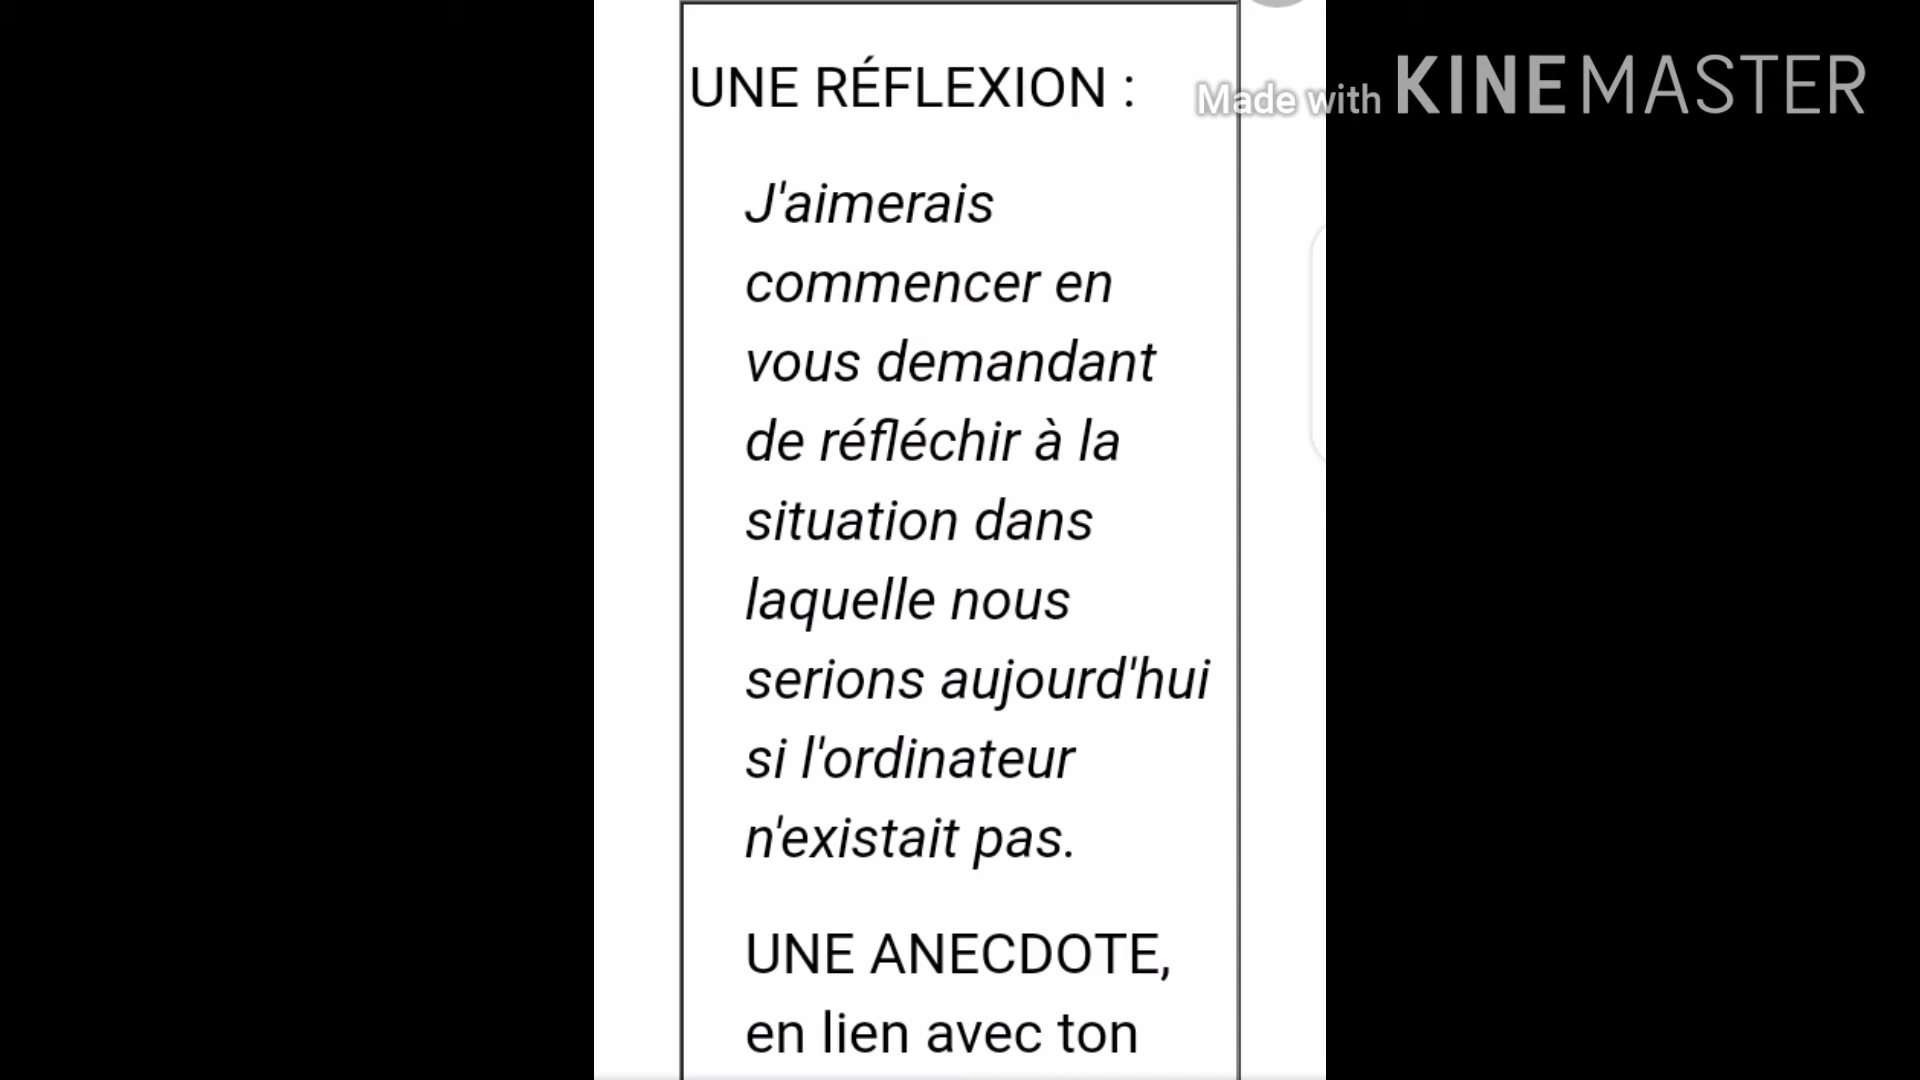 UNE RÉFLEXION :
Made with KINEMASTER
J'aimerais
commencer en
vous demandant
de réfléchir à la
situation dans
laquelle nous
serions aujourd'hui
si l'ordinateur
n'existait pas.
UNE ANECDOTE,
en lien avec ton